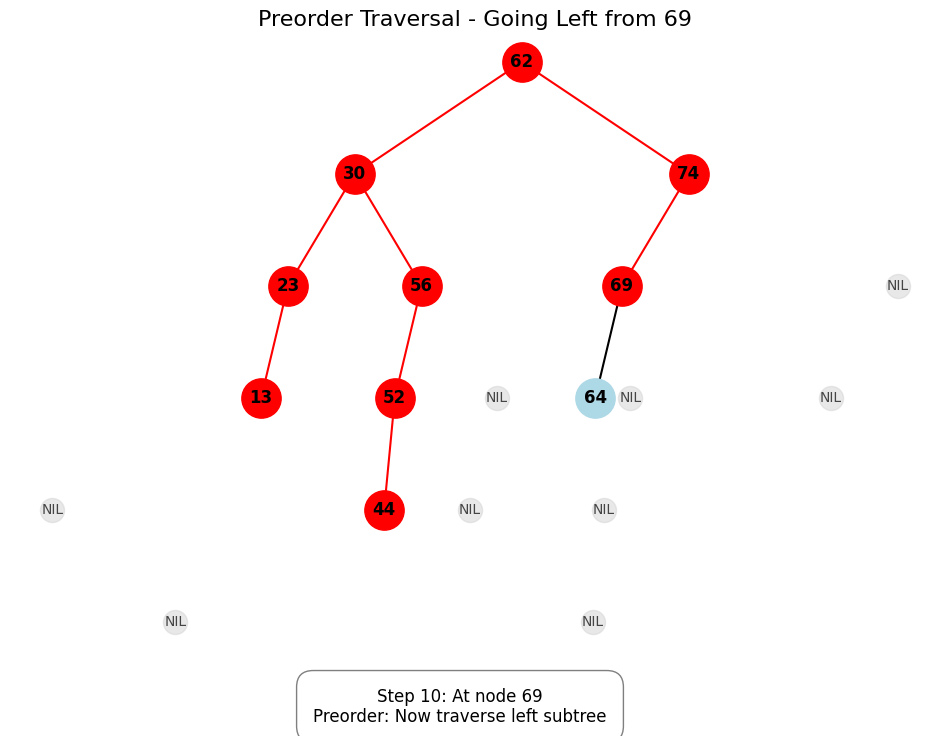 Preorder Traversal - Going Left from 69
62
30
74
23
56
69
NIL
13
52
NIL
64
NIL
NIL
NIL
44
NIL
NIL
NIL
NIL
Step 10: At node 69
Preorder: Now traverse left subtree